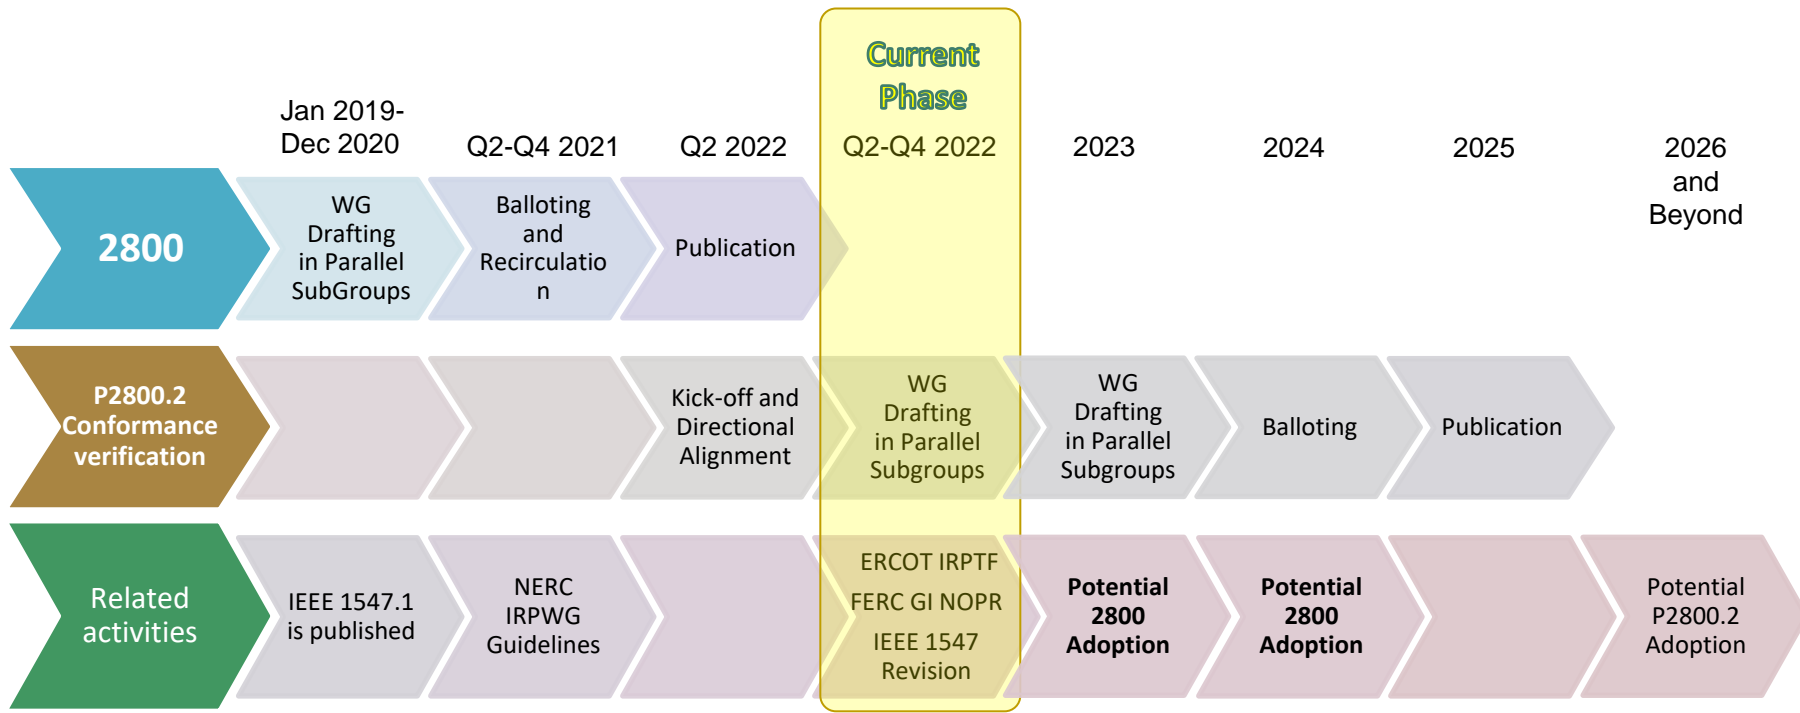 Current
Phase
Jan 2019-
Dec 2020
Q2-Q4 2021
Q2 2022
Q2-Q4 2022
2023
2024
2025
2026
and
Beyond
2800
WG
Drafting
in Parallel
SubGroups
Balloting
and
Recirculatio
n
Publication
P2800.2
Conformance
verification
Kick-off and
Directional
Alignment
WG
Drafting
in Parallel
Subgroups
WG
Drafting
in Parallel
Subgroups
Balloting
Publication
Related
activities
IEEE 1547.1
is published
NERC
IRPWG
Guidelines
ERCOT IRPTF
FERC GI NOPR
IEEE 1547
Revision
Potential
2800
Adoption
Potential
2800
Adoption
Potential
P2800.2
Adoption